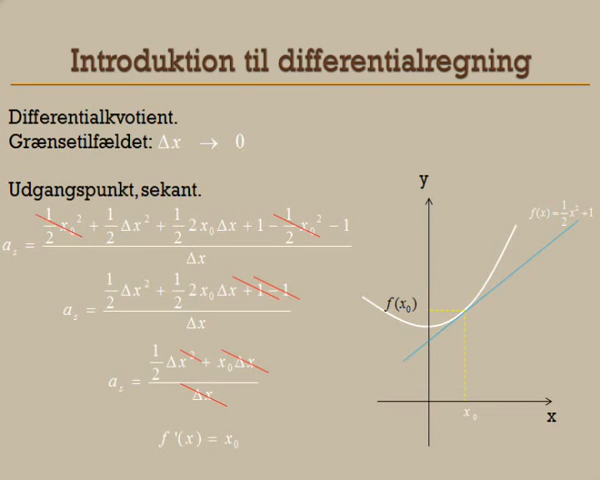 Introduktion til differentialregning
Differentialkvotient.
Grænsetilfældet: Δx → 0
Udgangspunkt, sekant.
a_s = (1/2 x_0^2 + 1/2 Δx^2 + 1/2 2x_0Δx + 1 − 1/2 x_0^2 − 1) / Δx
a_s = (1/2 Δx^2 + 1/2 2x_0Δx + 1 − 1) / Δx
a_s = (1/2 Δx^2 + x_0Δx) / Δx
f '(x) = x_0
y
f(x) = 1/2 x^2 + 1
f(x_0)
x_0
x